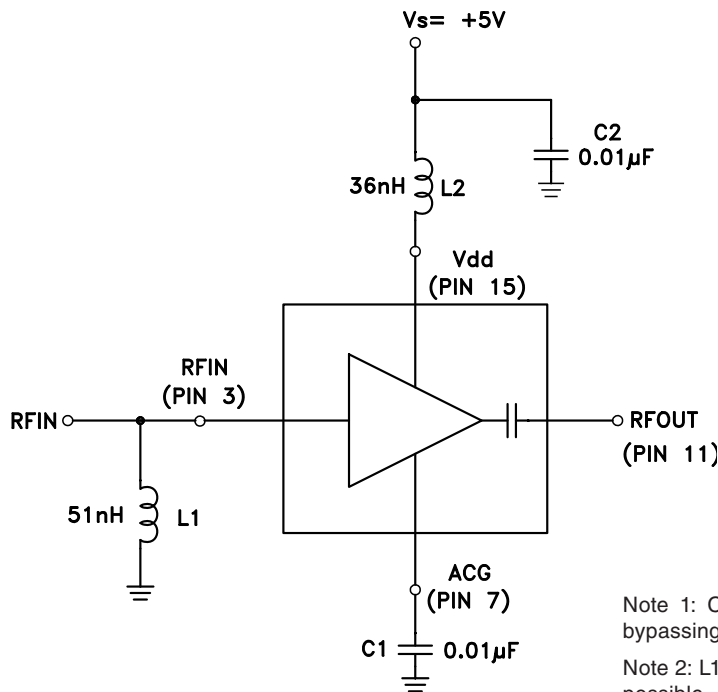 Vs= +5V
C2
0.01µF
36nH L2
Vdd
(PIN 15)
RFIN
(PIN 3)
RFIN
RFOUT
(PIN 11)
51nH L1
ACG
(PIN 7)
C1 0.01µF
Note 1: C
bypassing
Note 2: L1
possible